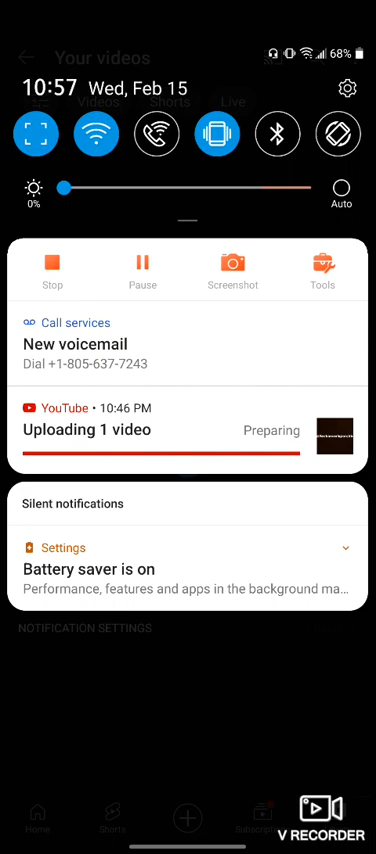 Your videos
68%
10:57 Wed, Feb 15
Videos Shorts Live
0%
Auto
Stop Pause Screenshot Tools
Call services
New voicemail
Dial +1-805-637-7243
YouTube • 10:46 PM
Uploading 1 video Preparing
Silent notifications
Settings
Battery saver is on
Performance, features and apps in the background ma...
NOTIFICATION SETTINGS
Home Shorts
V RECORDER